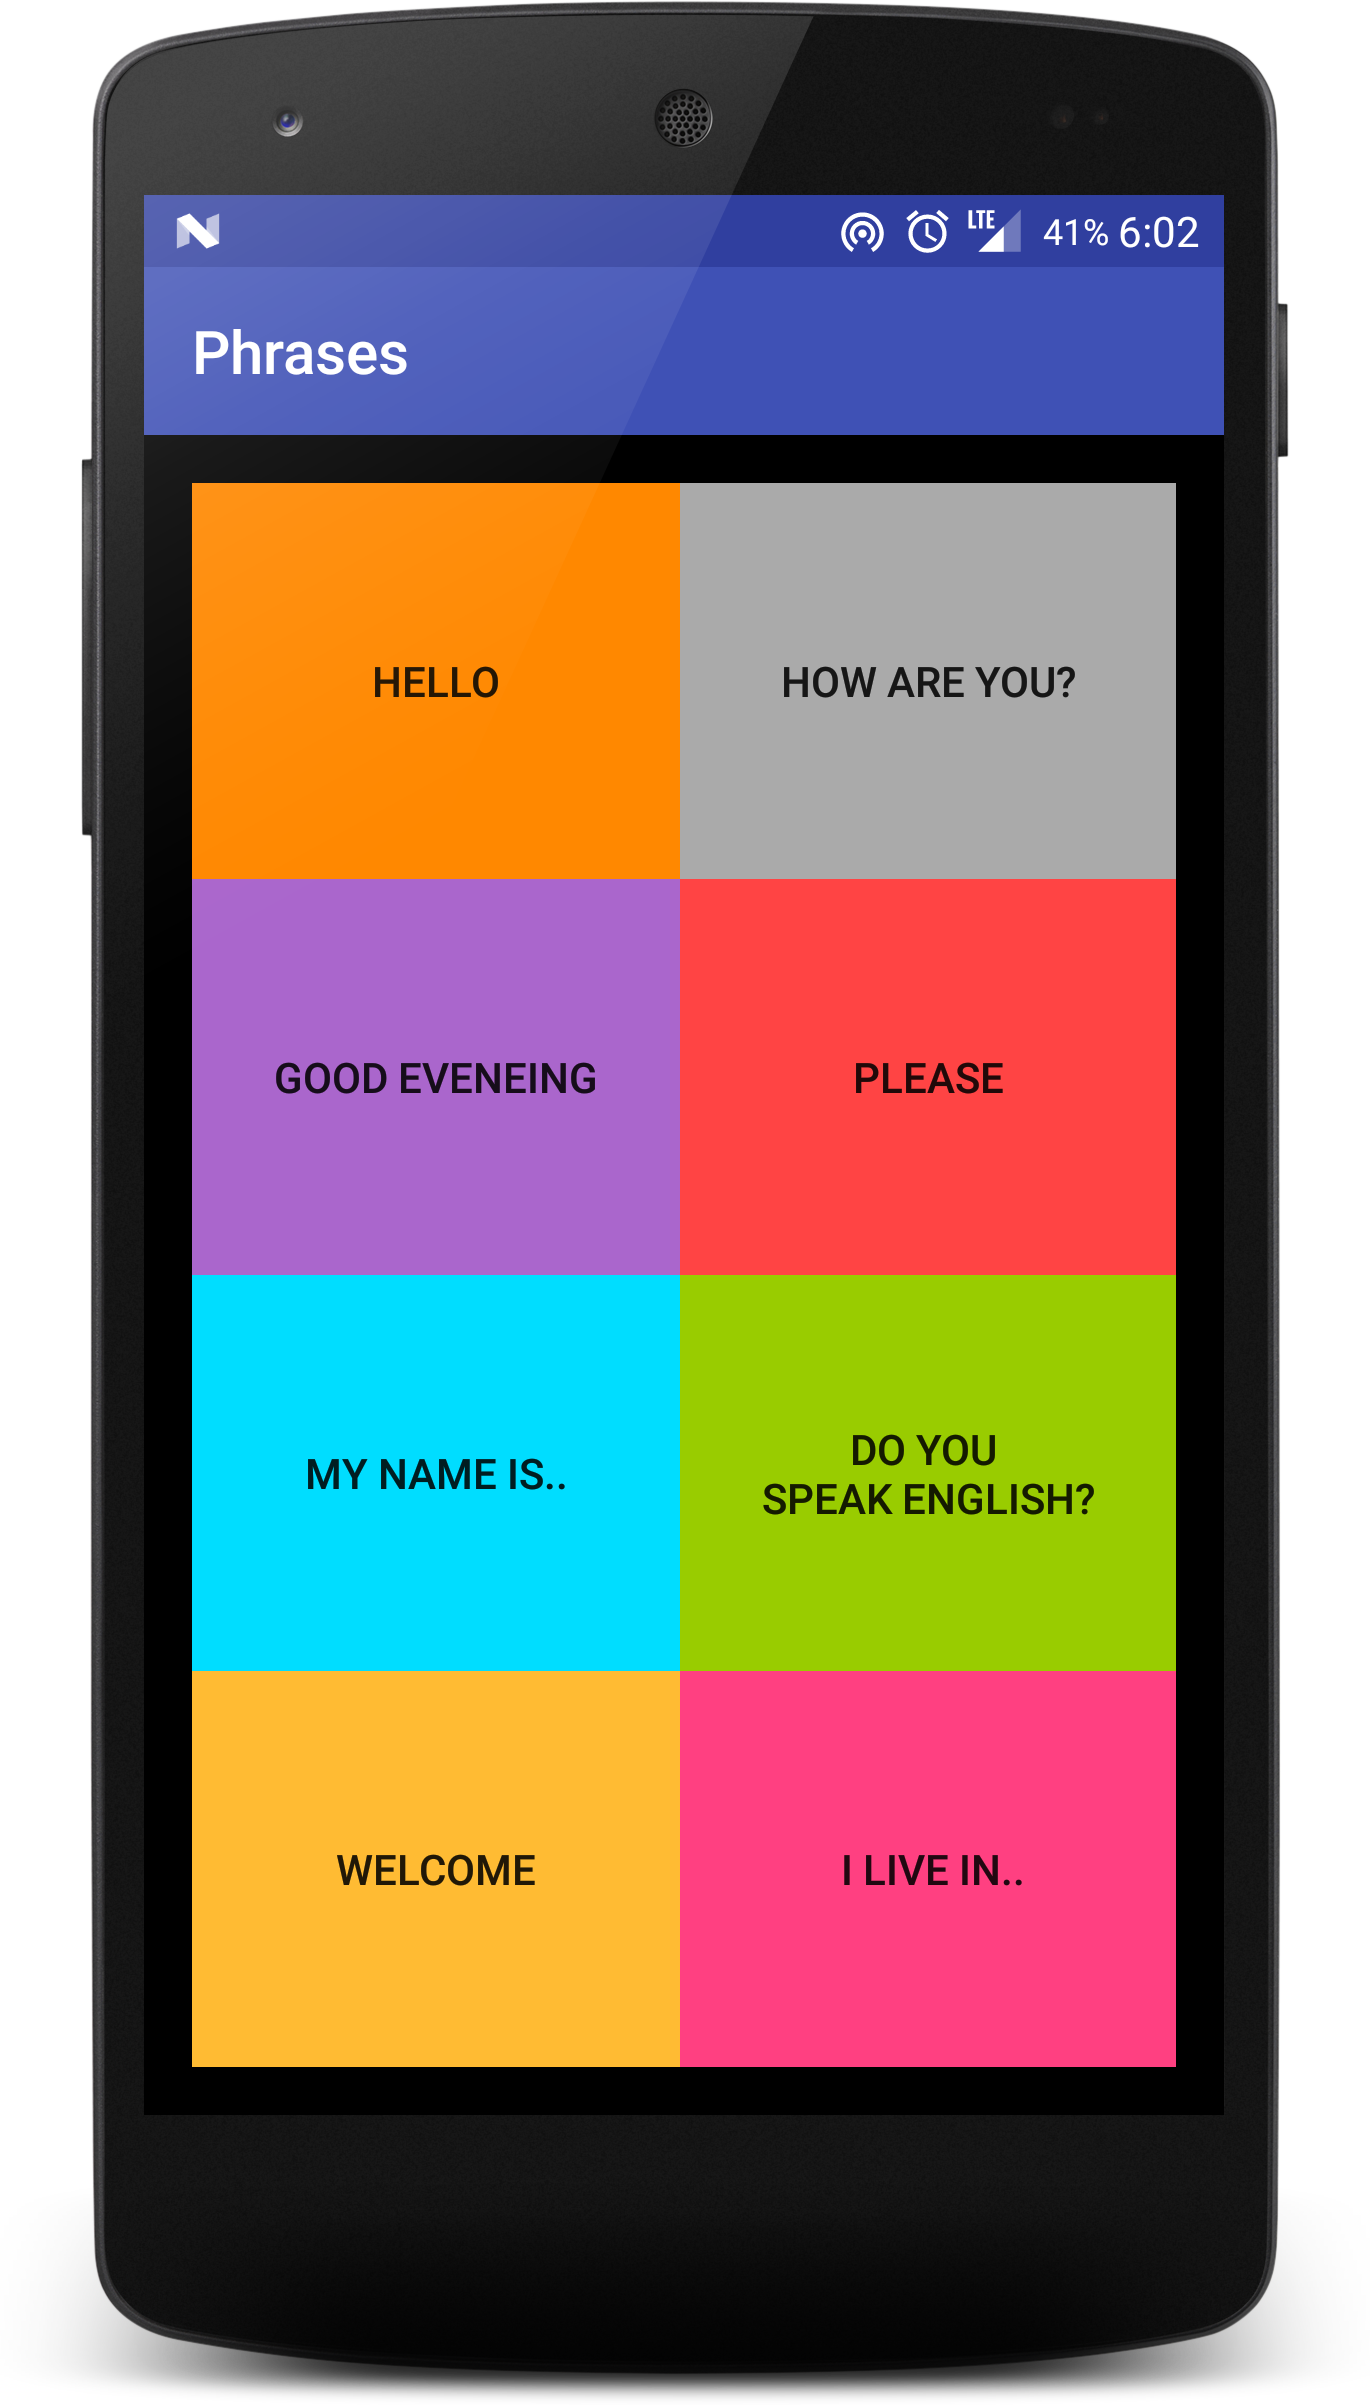 LTE
41% 6:02
Phrases
HELLO
HOW ARE YOU?
GOOD EVENEING
PLEASE
MY NAME IS..
DO YOU
SPEAK ENGLISH?
WELCOME
I LIVE IN..